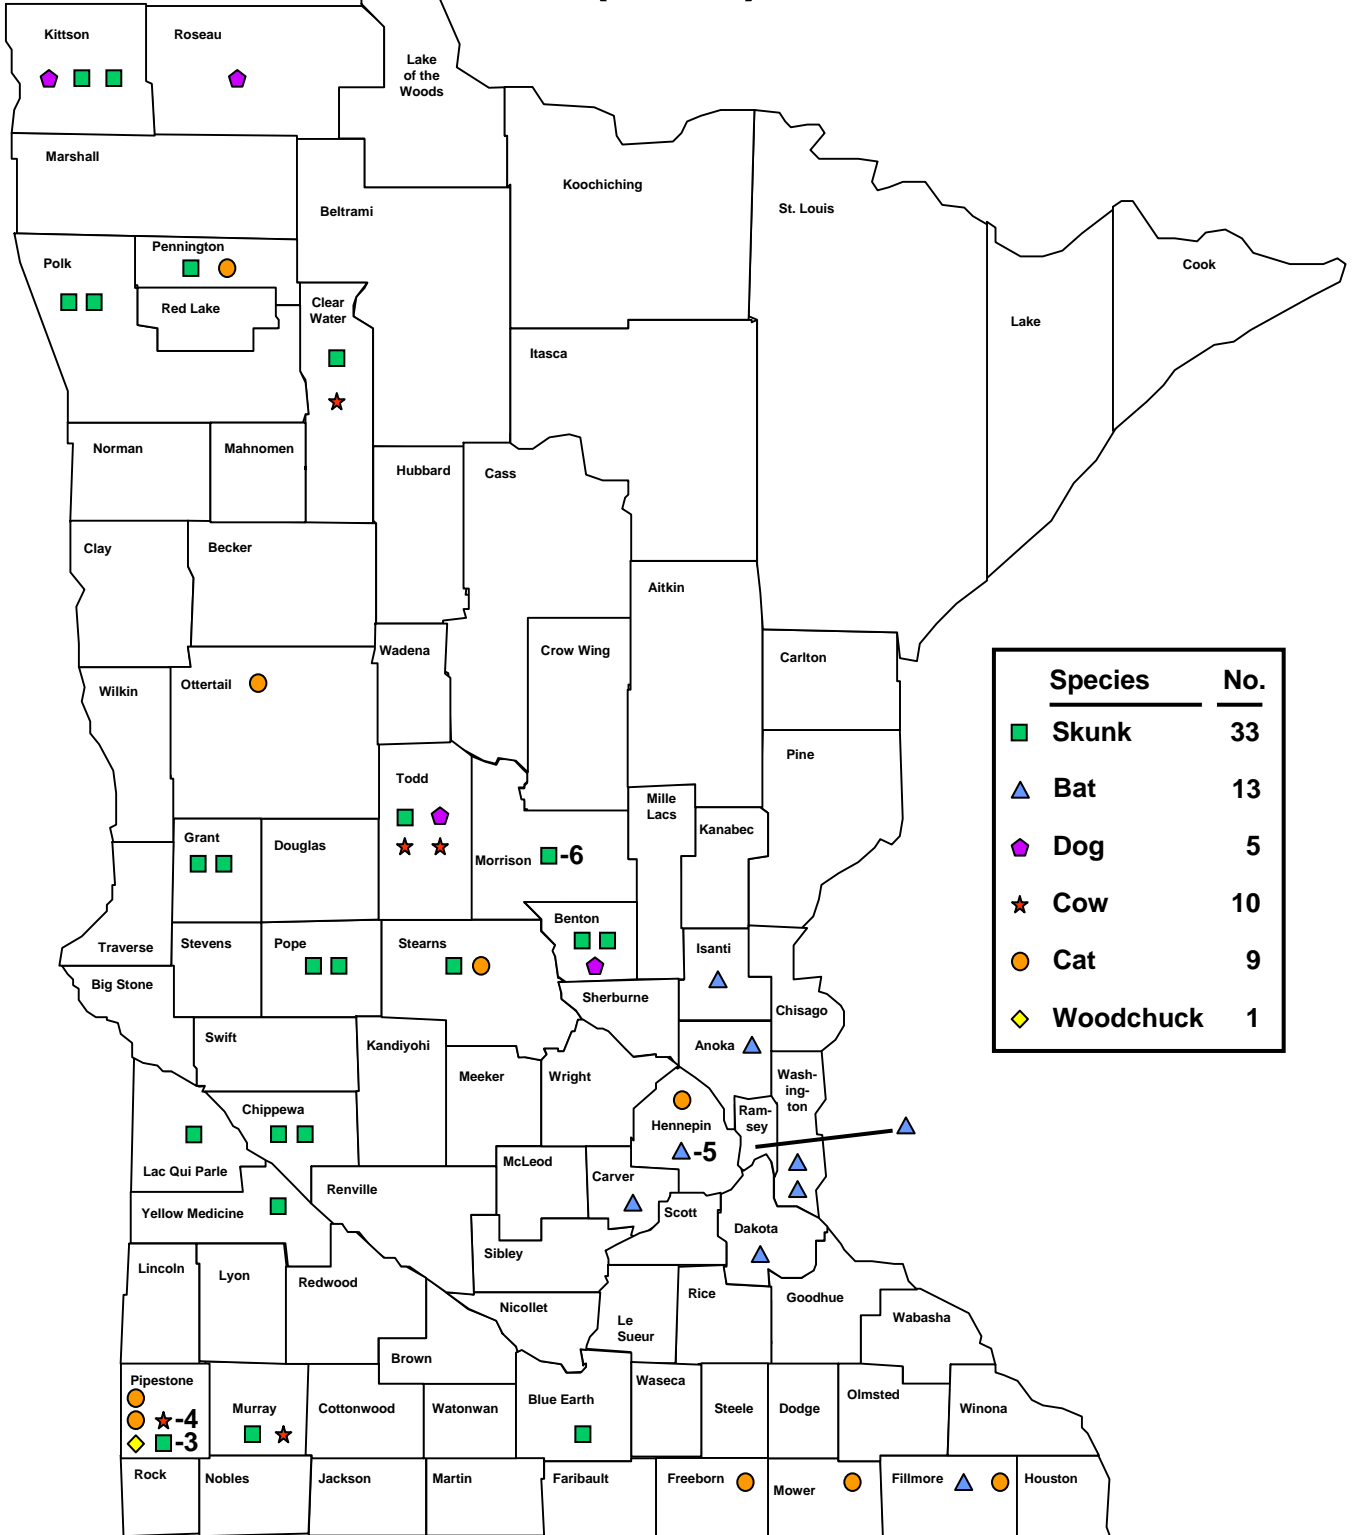 Kittson
Roseau
Lake
of the
Woods
Marshall
Koochiching
St. Louis
Beltrami
Pennington
Polk
Cook
Red Lake
Clear
Water
Lake
Itasca
Norman
Mahnomen
Hubbard
Cass
Clay
Becker
Aitkin
Wadena
Crow Wing
Carlton
Wilkin
Ottertail
Species No.
Skunk 33
Bat 13
Dog 5
Cow 10
Cat 9
Woodchuck 1
Pine
Todd
Mille
Lacs
Kanabec
Grant
Douglas
Morrison -6
Benton
Traverse
Stevens
Pope
Stearns
Isanti
Big Stone
Sherburne
Chisago
Swift
Kandiyohi
Anoka
Meeker
Wright
Wash-
ing-
ton
Chippewa
Ram-
sey
Hennepin
-5
Lac Qui Parle
McLeod
Carver
Renville
Yellow Medicine
Scott
Dakota
Sibley
Lincoln
Lyon
Redwood
Rice
Goodhue
Nicollet
Le
Sueur
Wabasha
Brown
Pipestone
-4
-3
Murray
Cottonwood
Watonwan
Blue Earth
Waseca
Steele
Dodge
Olmsted
Winona
Rock
Nobles
Jackson
Martin
Faribault
Freeborn
Mower
Fillmore
Houston